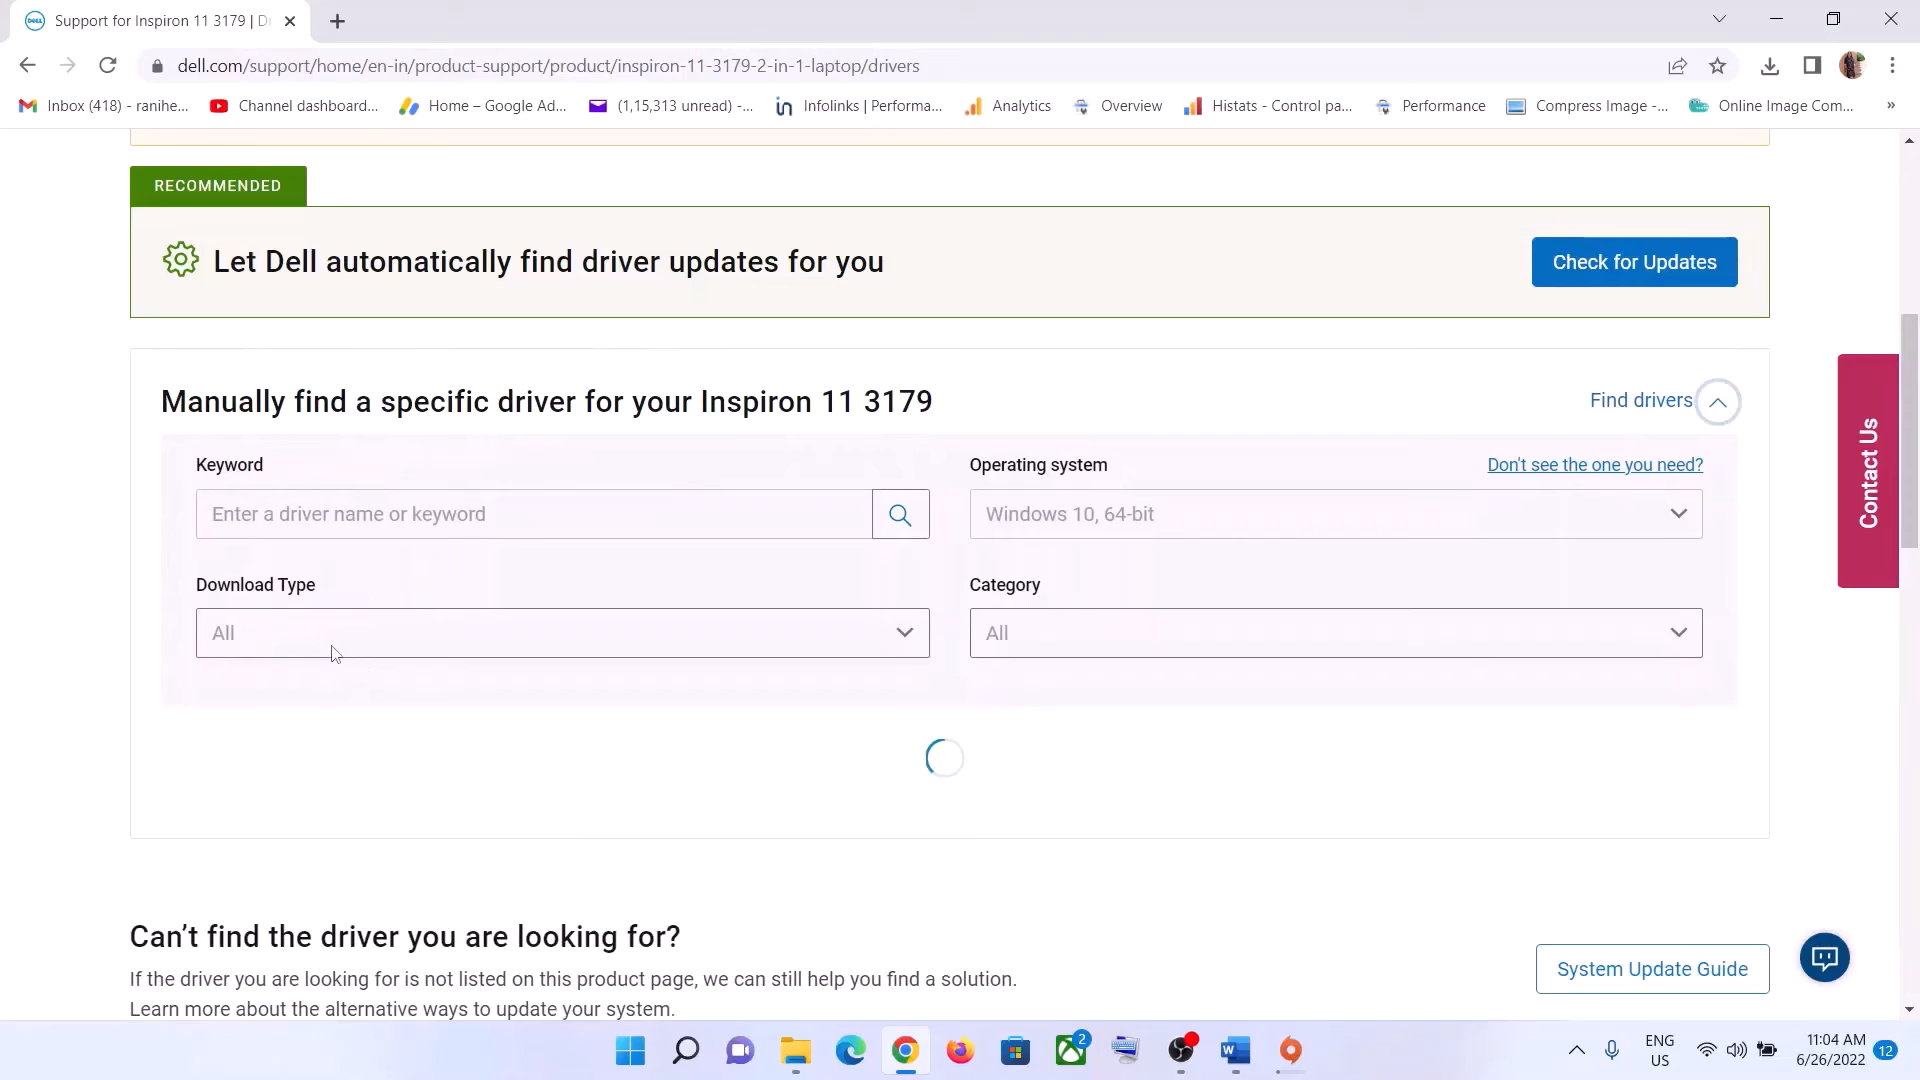 Support for Inspiron 11 3179 | D
dell.com/support/home/en-in/product-support/product/inspiron-11-3179-2-in-1-laptop/drivers
Inbox (418) - ranihe...
Channel dashboard...
Home – Google Ad...
(1,15,313 unread) -...
Infolinks | Performa...
Analytics
Overview
Histats - Control pa...
Performance
Compress Image -...
Online Image Com...
»
RECOMMENDED
Let Dell automatically find driver updates for you
Check for Updates
Manually find a specific driver for your Inspiron 11 3179
Find drivers
Keyword
Operating system
Don't see the one you need?
Enter a driver name or keyword
Windows 10, 64-bit
Download Type
Category
All
All
Contact Us
Can’t find the driver you are looking for?
If the driver you are looking for is not listed on this product page, we can still help you find a solution.
Learn more about the alternative ways to update your system.
System Update Guide
2
ENG
US
11:04 AM
6/26/2022
12